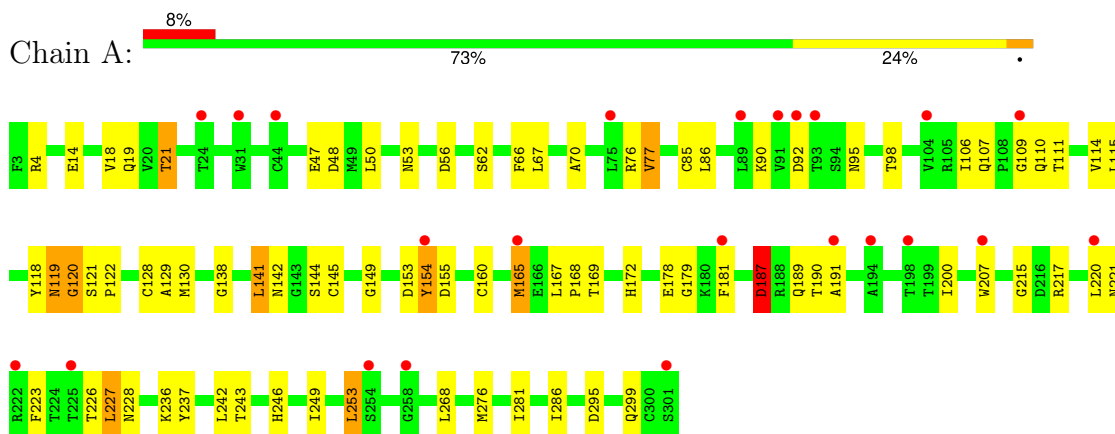 8%
Chain A:
73% 24% •
F3 R4 E14 V18 Q19 V20 T21 T24 W31 C44 E47 D48 M49 L50 N53 D56 S62 F66 L67 A70 L75 R76 V77 C85 L86 L89 K90 V91 D92 T93 S94 N95 T98 V104 R105 I106 Q107 P108 G109 Q110 T111 V114 L115
Y118 N119 G120 S121 P122 C128 A129 M130 G138 L141 N142 G143 S144 C145 G149 D153 Y154 D155 C160 M165 E166 L167 P168 T169 H172 E178 G179 K180 F181 D187 R188 Q189 T190 A191 A194 T198 T199 I200 W207 G215 D216 R217 L220 N221
R222 F223 T224 T225 T226 L227 N228 K236 Y237 L242 T243 H246 I249 L253 S254 G258 L268 M276 I281 I286 D295 Q299 C300 S301